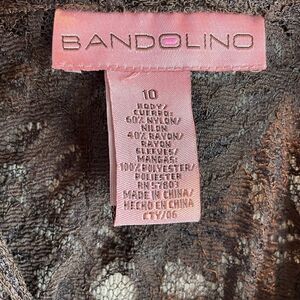 BANDOLINO
10
BODY/
CUERPO:
60% NYLON/
NILON
40% RAYON/
RAYON
SLEEVES/
MANGAS:
100% POLYESTER/
POLIESTER
RN 57803
MADE IN CHINA/
HECHO EN CHINA
CTY/06